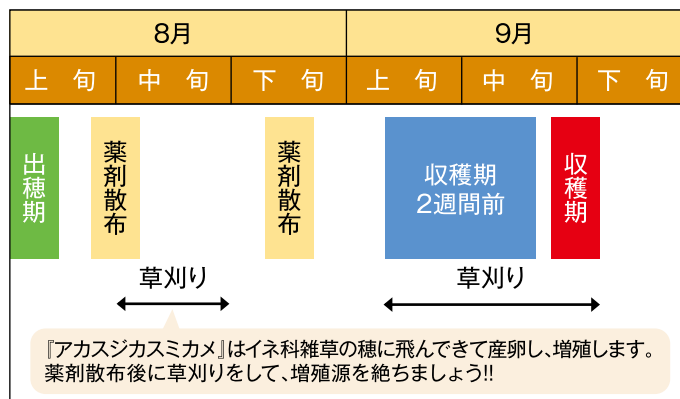 8月 9月
上旬 中旬 下旬 上旬 中旬 下旬
出穂期
薬剤散布
薬剤散布
収穫期
2週間前
収穫期
草刈り 草刈り
『アカスジカスミカメ』はイネ科雑草の穂に飛んできて産卵し、増殖します。
薬剤散布後に草刈りをして、増殖源を絶ちましょう!!